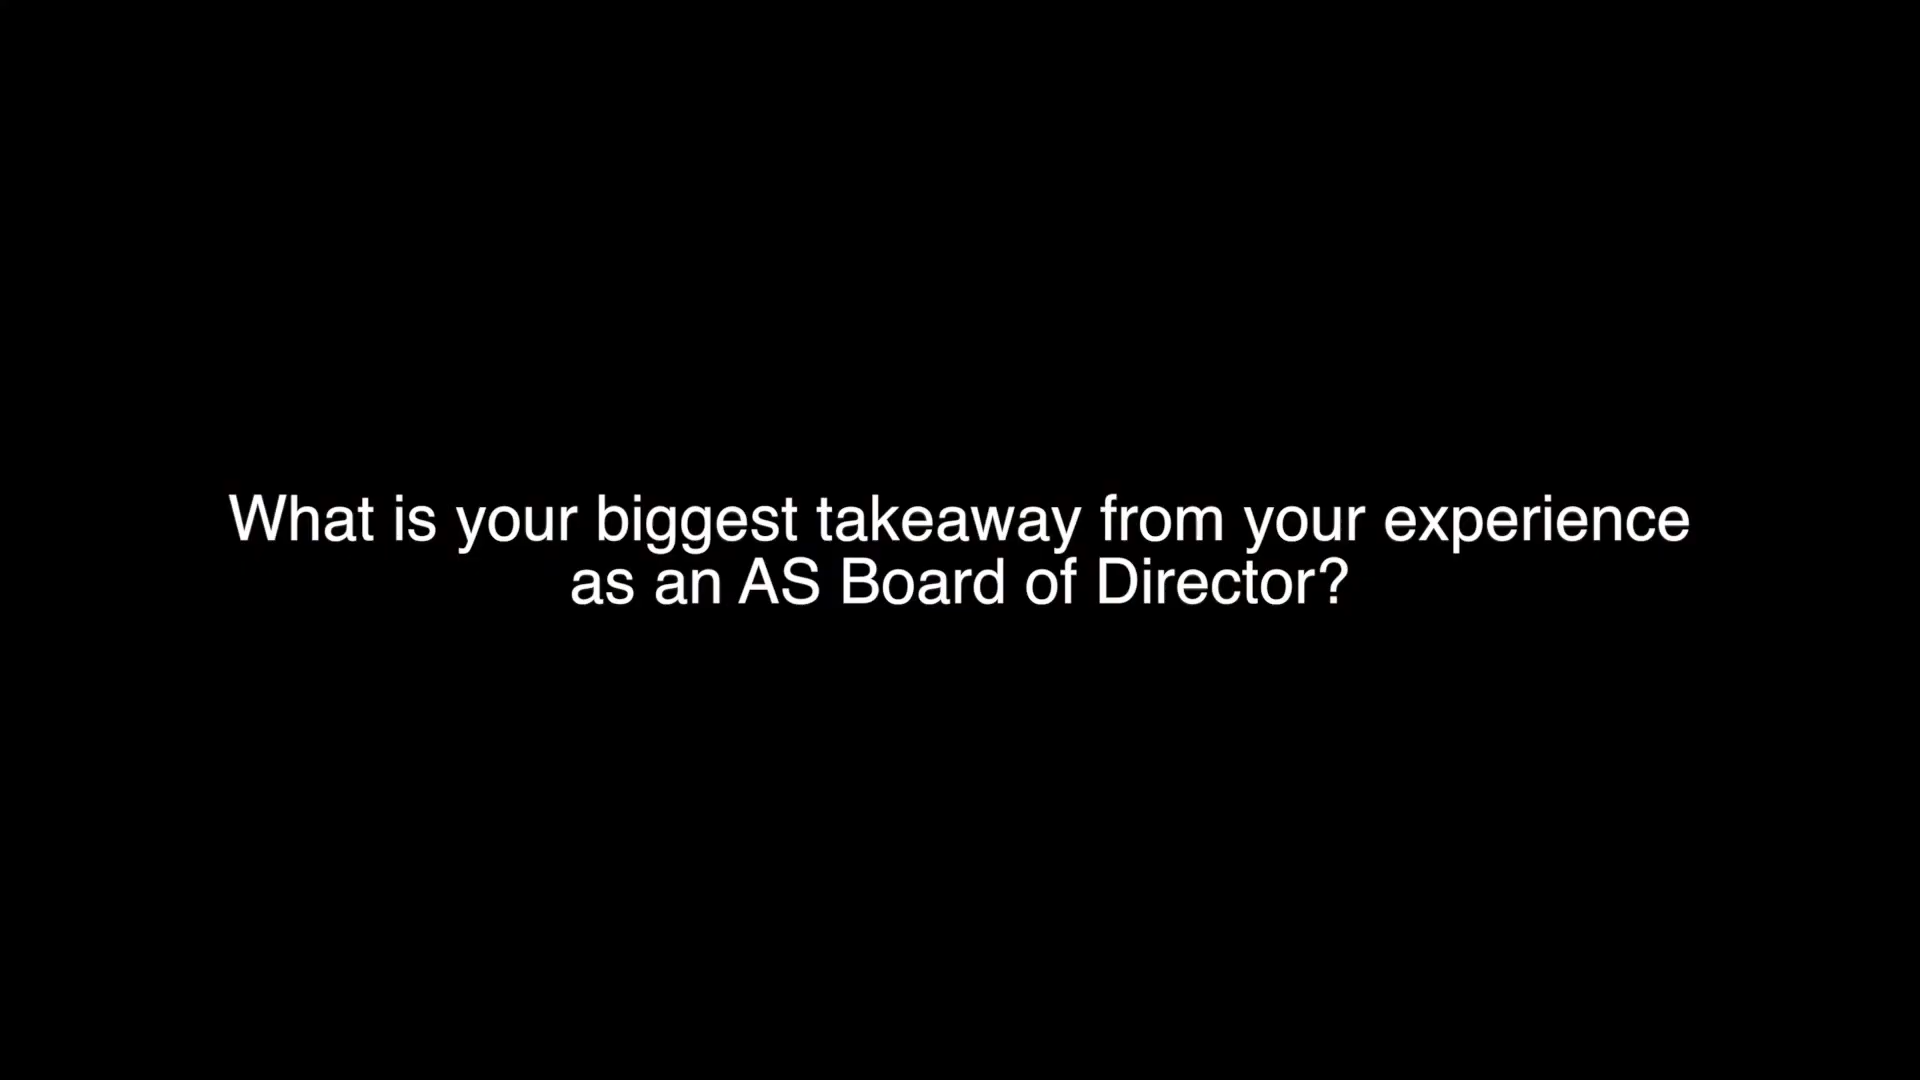 What is your biggest takeaway from your experience
as an AS Board of Director?